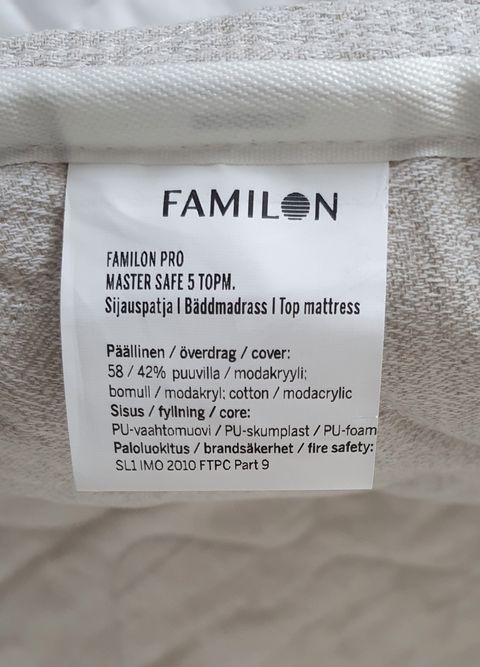 FAMILON
FAMILON PRO
MASTER SAFE 5 TOPM.
Sijauspatja | Bäddmadrass | Top mattress
Päällinen / överdrag / cover:
58 / 42% puuvilla / modakryyli;
bomull / modakryl; cotton / modacrylic
Sisus / fyllning / core:
PU-vaahtomuovi / PU-skumplast / PU-foam
Paloluokitus / brandsäkerhet / fire safety:
SL1 IMO 2010 FTPC Part 9